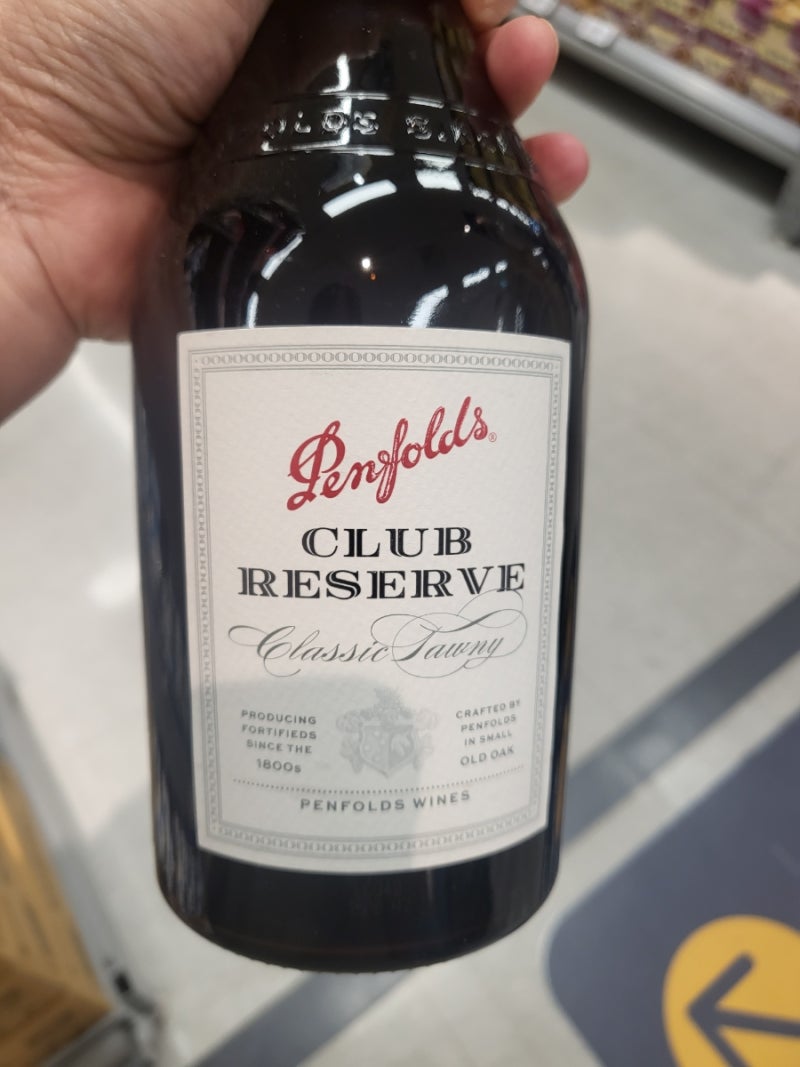 Penfolds®
CLUB
RESERVE
Classic Tawny
PRODUCING
FORTIFIEDS
SINCE THE
1800s
CRAFTED BY
PENFOLDS
IN SMALL
OLD OAK
PENFOLDS WINES